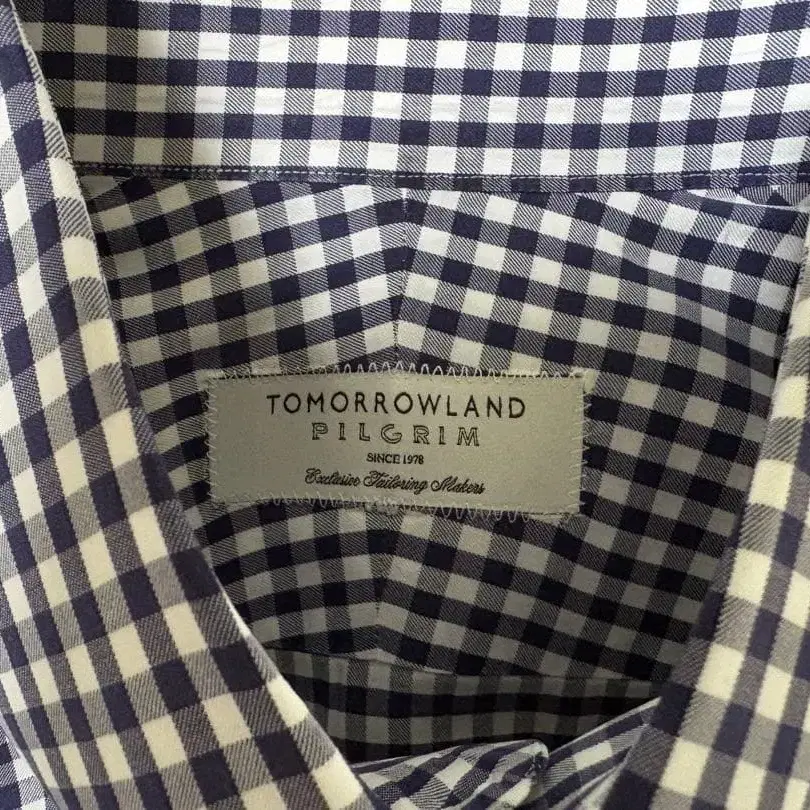 TOMORROWLAND
PILGRIM
SINCE 1978
Exclusive Tailoring Makers